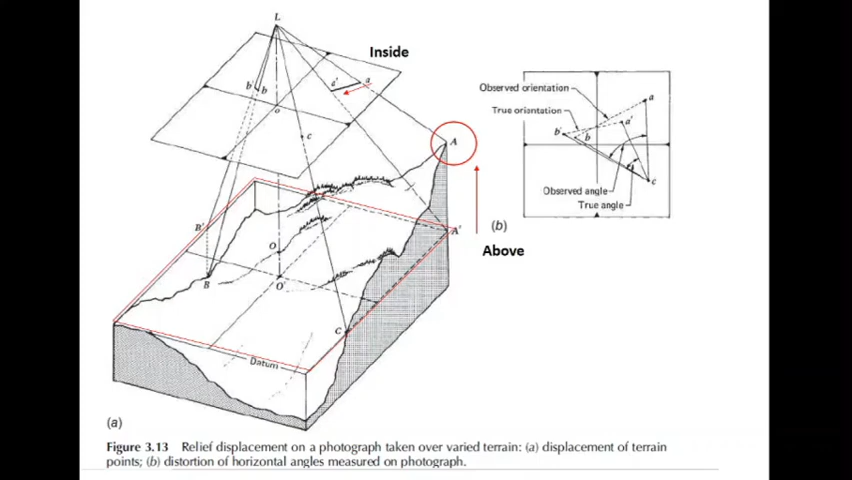 L
Inside
b' b
a' a
o
c
A
Observed orientation
a
True orientation
a'
b'
b
c
Observed angle
True angle
(b)
B'
A'
Above
O
B
O'
C
Datum
(a)
Figure 3.13 Relief displacement on a photograph taken over varied terrain: (a) displacement of terrain
points; (b) distortion of horizontal angles measured on photograph.